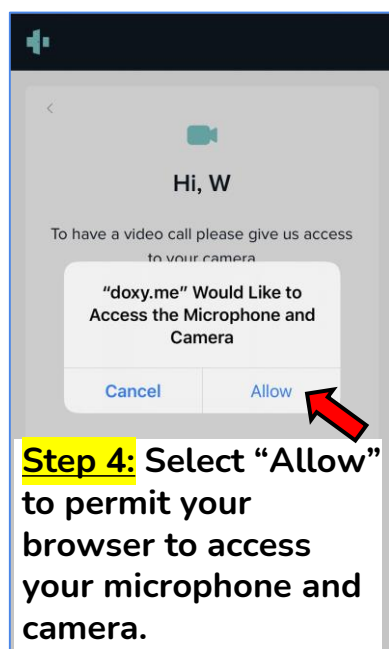 Hi, W
To have a video call please give us access
to your camera
“doxy.me” Would Like to
Access the Microphone and
Camera
Cancel Allow
Step 4: Select “Allow”
to permit your
browser to access
your microphone and
camera.